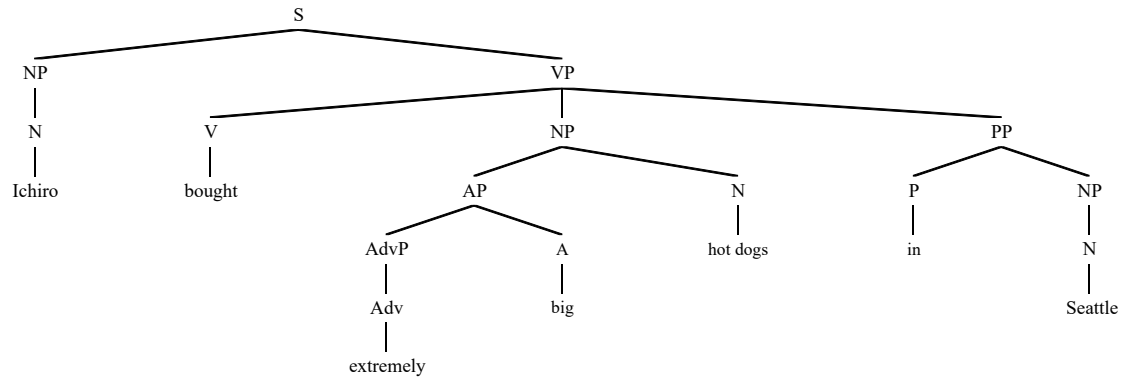 S
NP VP
N V NP PP
Ichiro bought AP N P NP
AdvP A hot dogs in N
Adv big Seattle
extremely